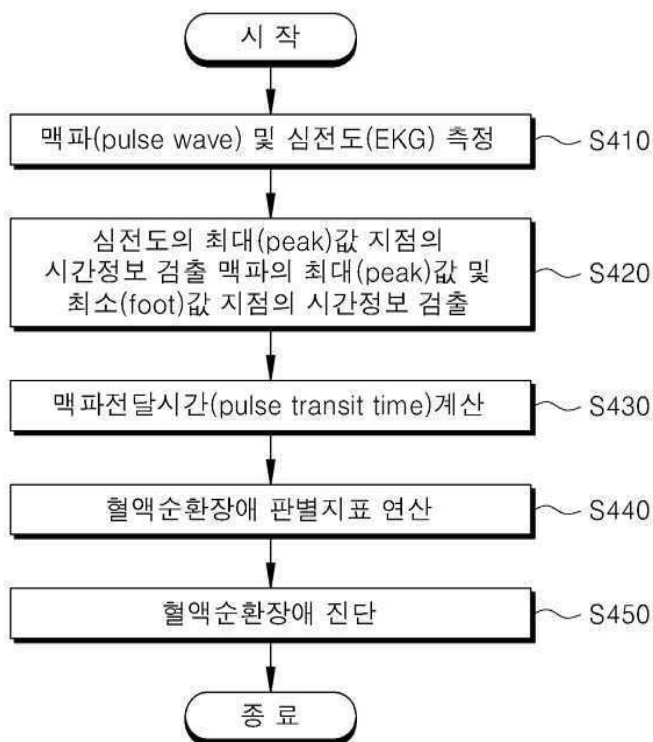 시 작
맥파(pulse wave) 및 심전도(EKG) 측정
S410
심전도의 최대(peak)값 지점의
시간정보 검출 맥파의 최대(peak)값 및
최소(foot)값 지점의 시간정보 검출
S420
맥파전달시간(pulse transit time)계산
S430
혈액순환장애 판별지표 연산
S440
혈액순환장애 진단
S450
종 료